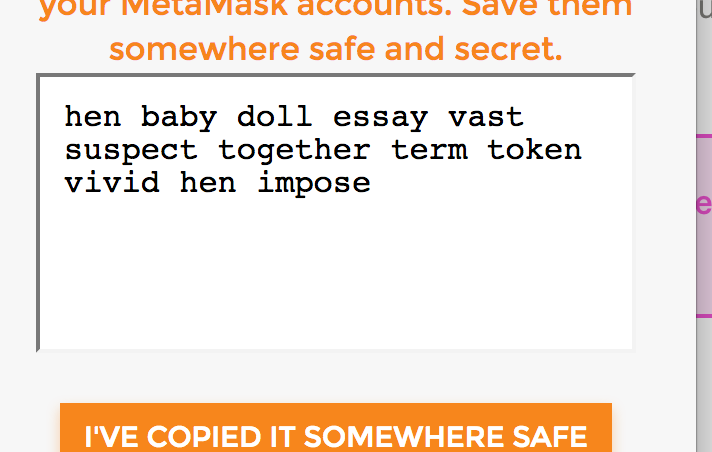 your MetaMask accounts. Save them
somewhere safe and secret.
hen baby doll essay vast
suspect together term token
vivid hen impose
I'VE COPIED IT SOMEWHERE SAFE